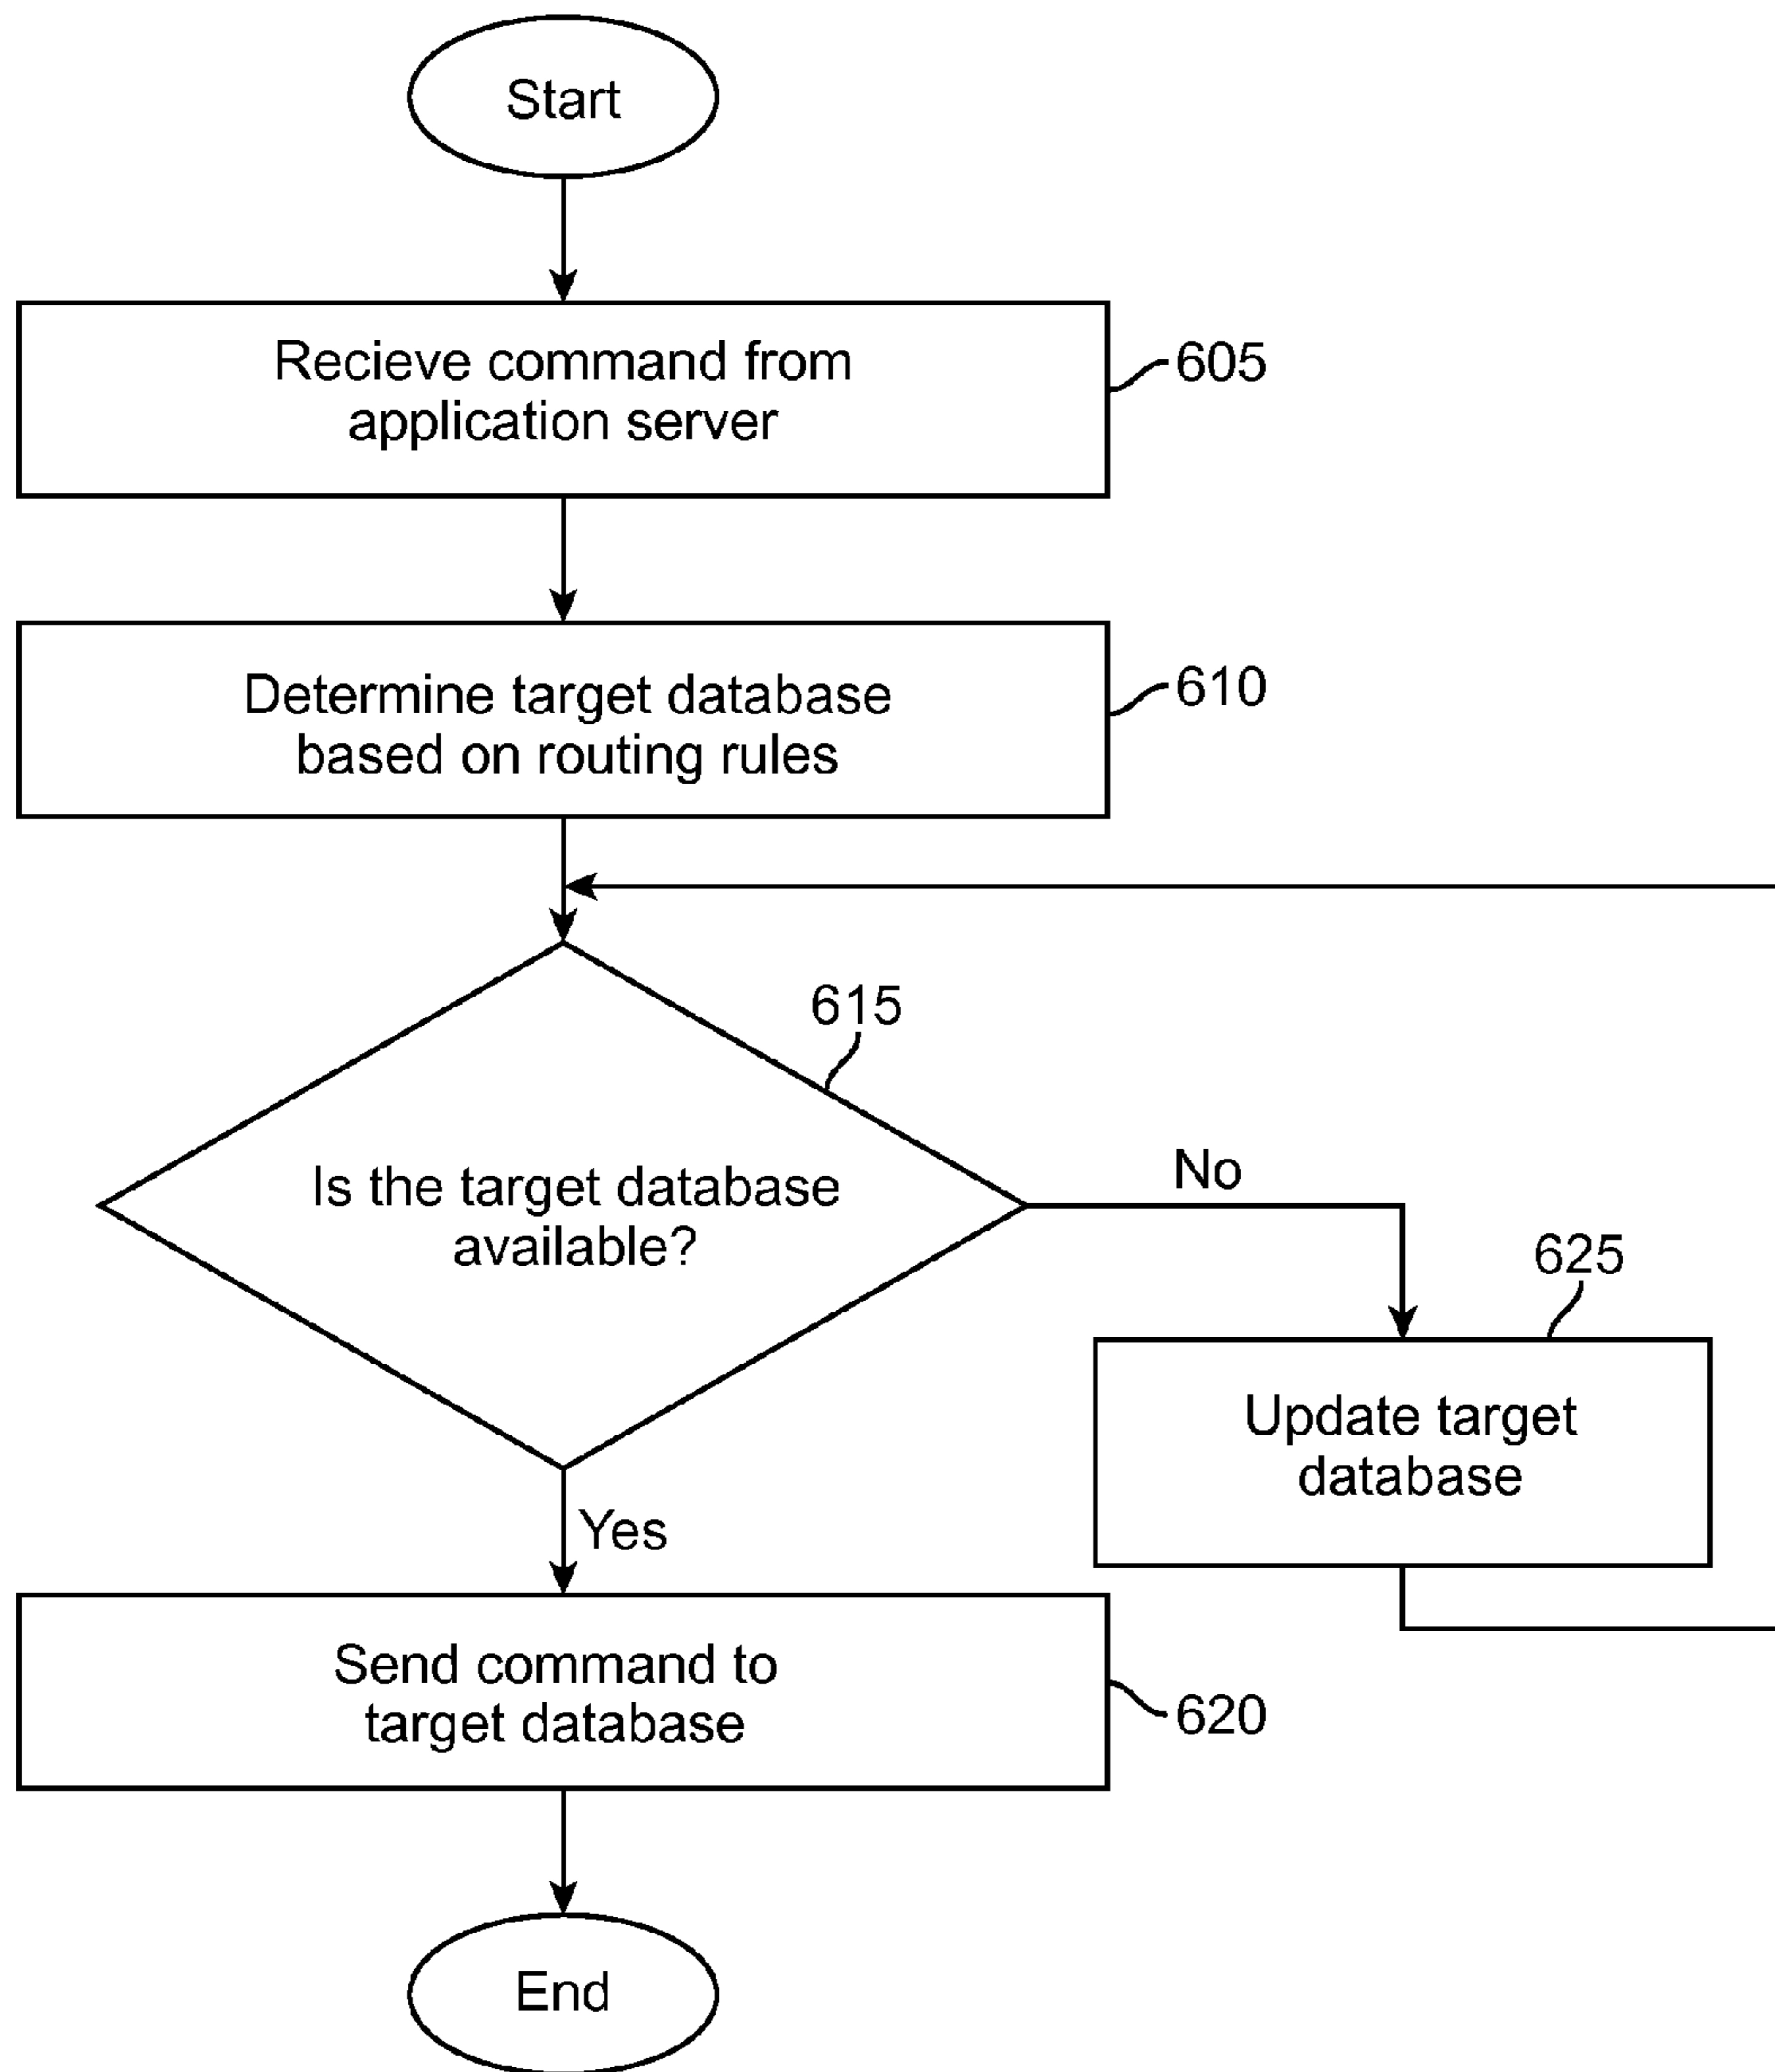 Start
Recieve command from
application server
605
Determine target database
based on routing rules
610
615
Is the target database
available?
No
625
Update target
database
Yes
Send command to
target database
620
End